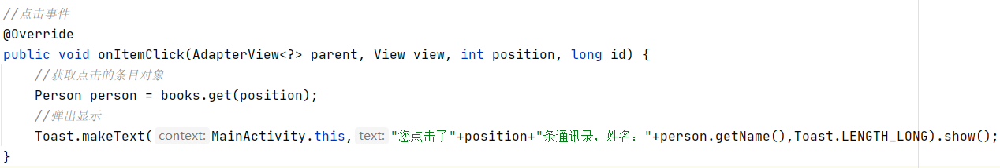 //点击事件
@Override
public void onItemClick(AdapterView<?> parent, View view, int position, long id) {
    //获取点击的条目对象
    Person person = books.get(position);
    //弹出显示
    Toast.makeText( context: MainActivity.this, text: "您点击了"+position+"条通讯录，姓名："+person.getName(),Toast.LENGTH_LONG).show();
}